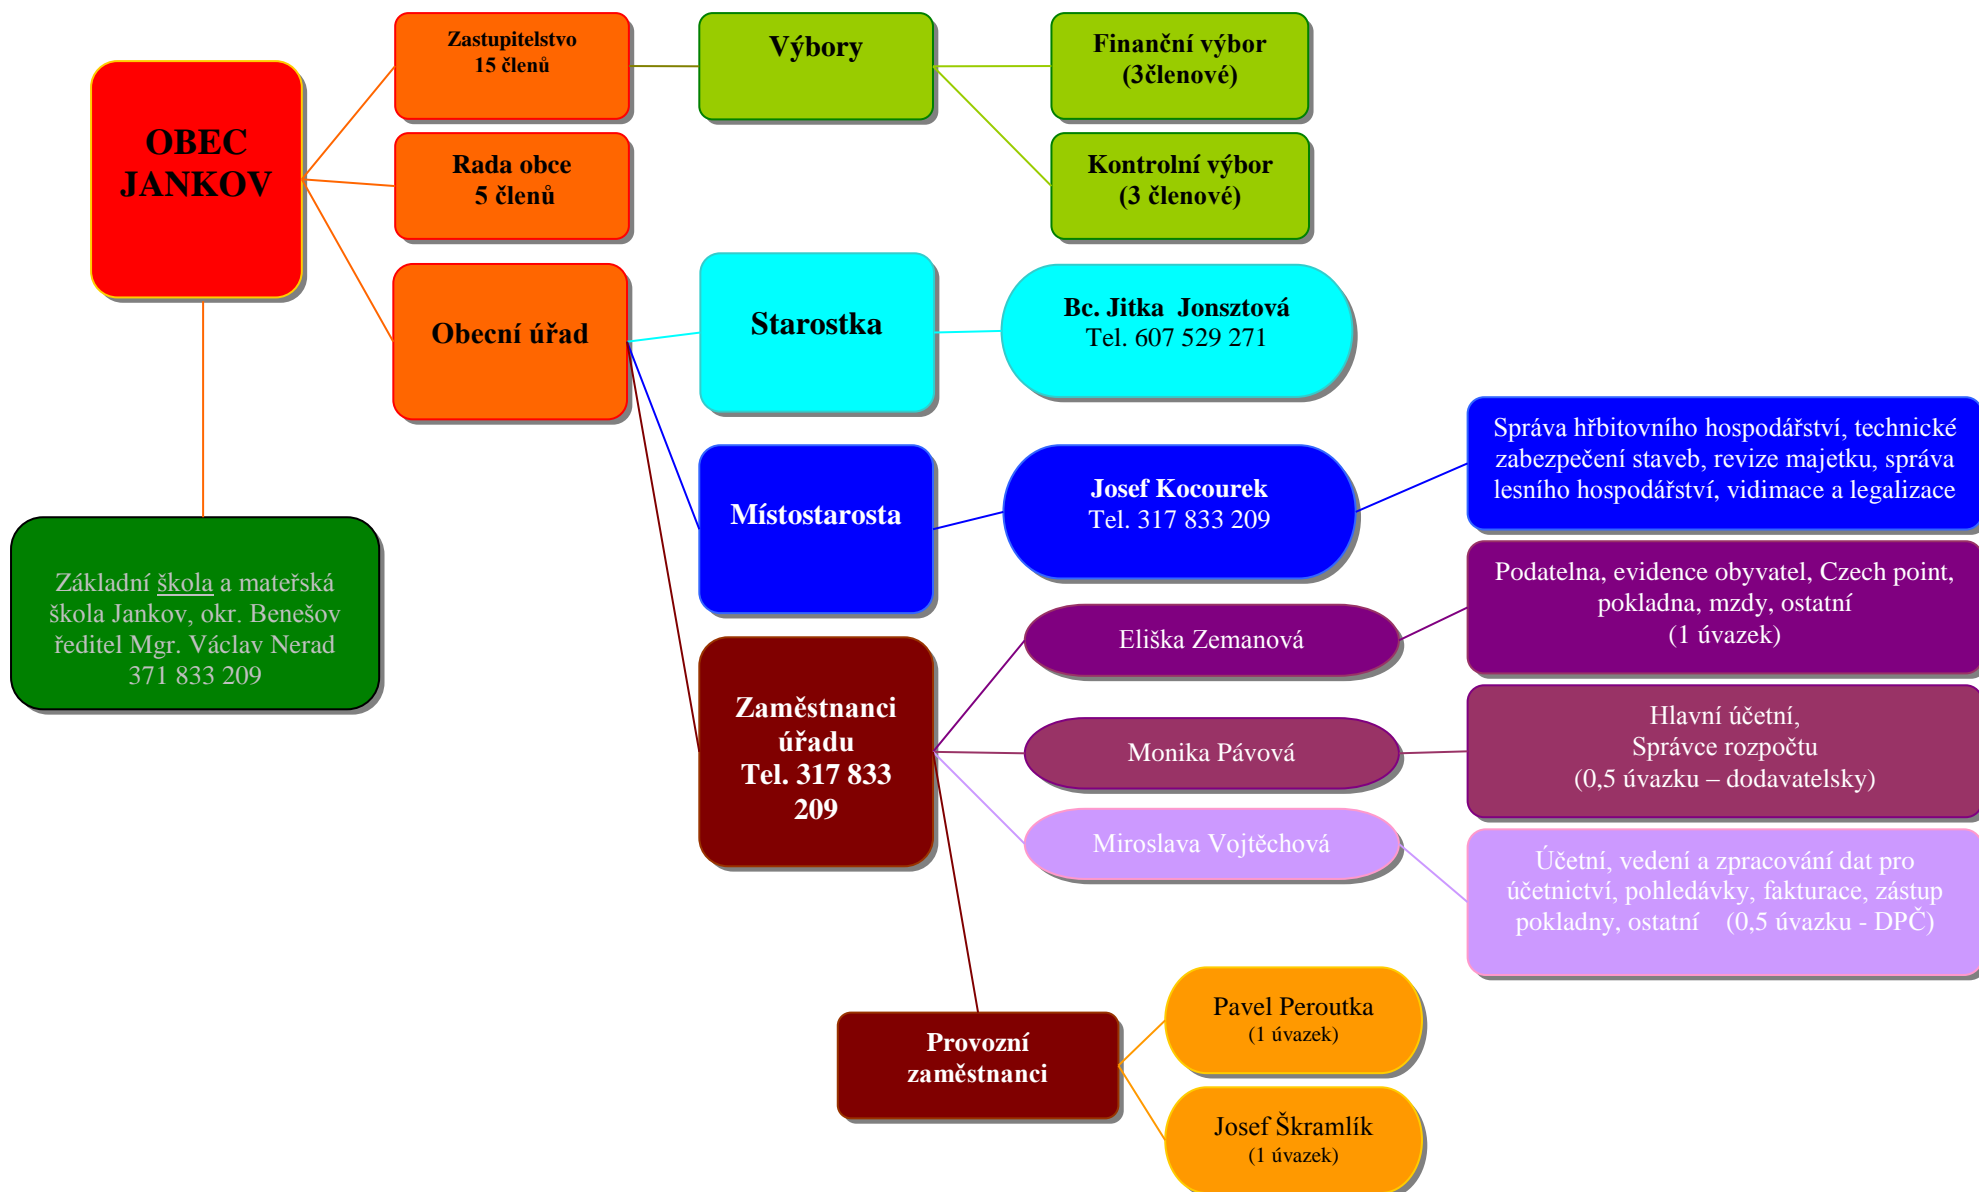 OBEC
JANKOV
Zastupitelstvo
15 členů
Výbory
Finanční výbor
(3členové)
Rada obce
5 členů
Kontrolní výbor
(3 členové)
Obecní úřad
Starostka
Bc. Jitka  Jonsztová
Tel. 607 529 271
Místostarosta
Josef Kocourek
Tel. 317 833 209
Správa hřbitovního hospodářství, technické
zabezpečení staveb, revize majetku, správa
lesního hospodářství, vidimace a legalizace
Základní škola a mateřská
škola Jankov, okr. Benešov
ředitel Mgr. Václav Nerad
371 833 209
Zaměstnanci
úřadu
Tel. 317 833
209
Eliška Zemanová
Podatelna, evidence obyvatel, Czech point,
pokladna, mzdy, ostatní
(1 úvazek)
Monika Pávová
Hlavní účetní,
Správce rozpočtu
(0,5 úvazku – dodavatelsky)
Miroslava Vojtěchová
Účetní, vedení a zpracování dat pro
účetnictví, pohledávky, fakturace, zástup
pokladny, ostatní    (0,5 úvazku - DPČ)
Provozní
zaměstnanci
Pavel Peroutka
(1 úvazek)
Josef Škramlík
(1 úvazek)